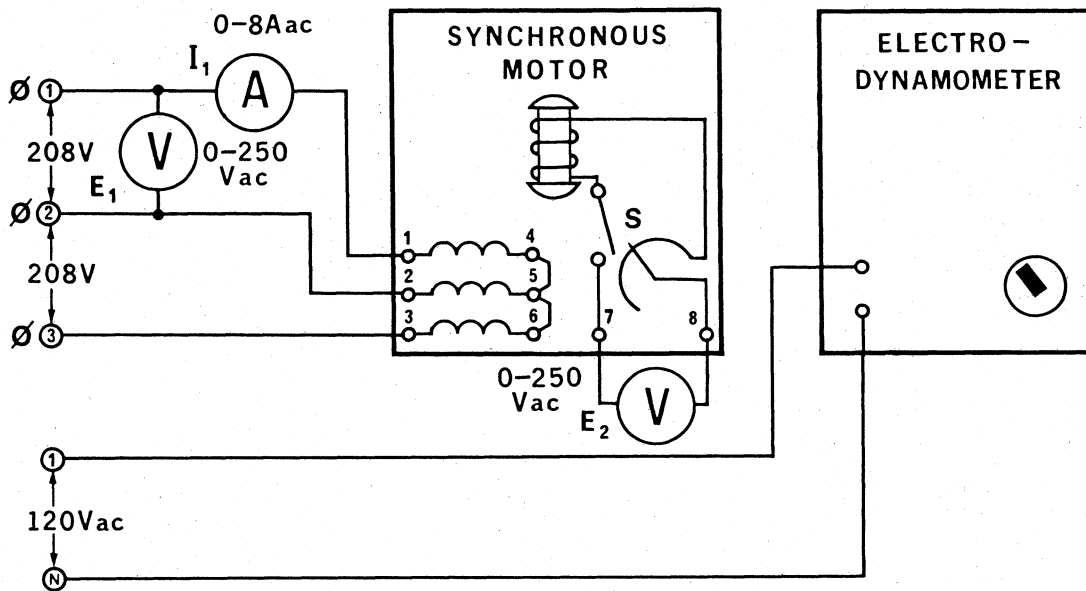 0-8Aac
I₁
A
Ø 1
208V
V
0-250
Vac
E₁
Ø 2
208V
Ø 3
SYNCHRONOUS
MOTOR
S
1
4
2
5
3
6
7
8
0-250
Vac
E₂
V
ELECTRO-
DYNAMOMETER
1
120Vac
N